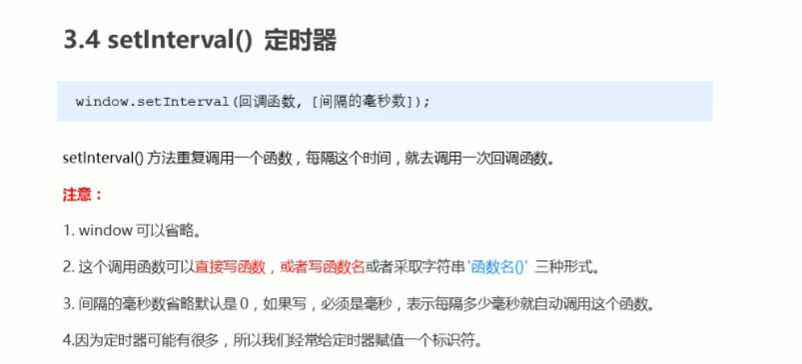 3.4 setInterval() 定时器
window.setInterval(回调函数, [间隔的毫秒数]);
setInterval() 方法重复调用一个函数，每隔这个时间，就去调用一次回调函数。
注意：
1. window 可以省略。
2. 这个调用函数可以直接写函数，或者写函数名或者采取字符串 '函数名()' 三种形式。
3. 间隔的毫秒数省略默认是 0，如果写，必须是毫秒，表示每隔多少毫秒就自动调用这个函数。
4.因为定时器可能有很多，所以我们经常给定时器赋值一个标识符。